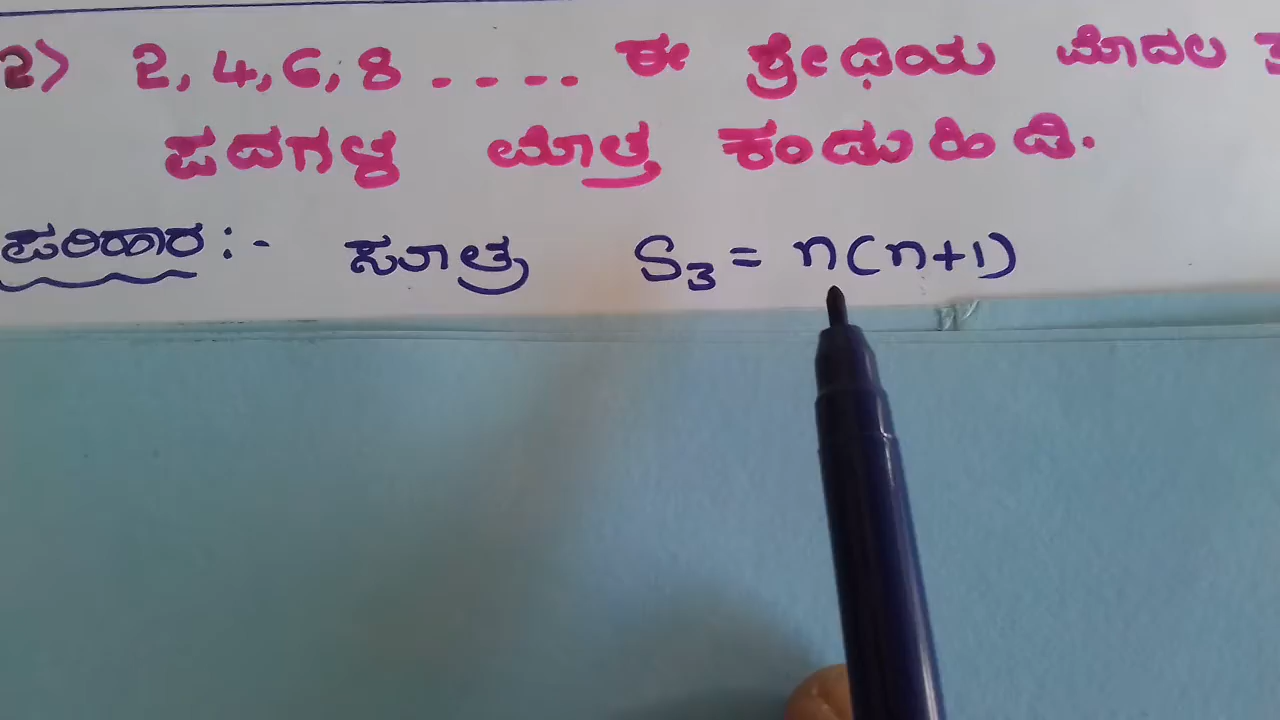 2) 2, 4, 6, 8 - - - - ಈ ಶ್ರೇಢಿಯ ಮೊದಲ
ಪದಗಳ ಮೊತ್ತ ಕಂಡುಹಿಡಿ.
ಪರಿಹಾರ :- ಸೂತ್ರ S₃ = n(n+1)